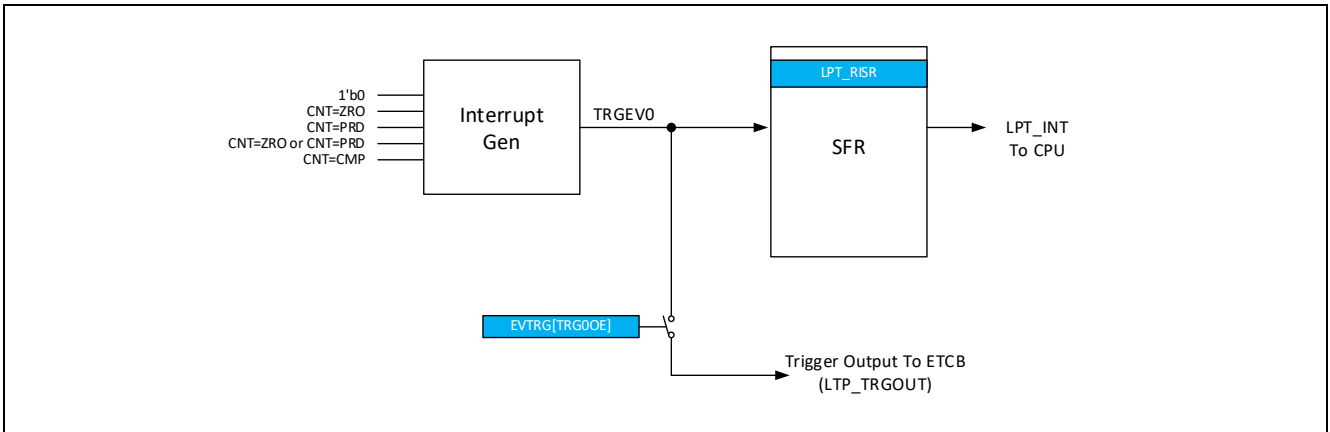 1'b0
CNT=ZRO
CNT=PRD
CNT=ZRO or CNT=PRD
CNT=CMP
Interrupt
Gen
TRGEV0
LPT_RISR
SFR
LPT_INT
To CPU
EVTRG[TRG0OE]
Trigger Output To ETCB
(LTP_TRGOUT)